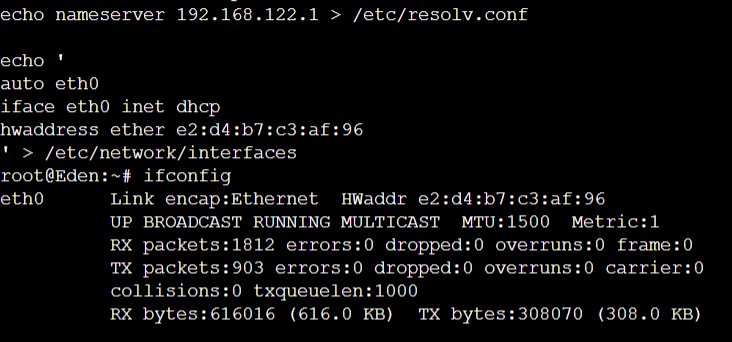 echo nameserver 192.168.122.1 > /etc/resolv.conf
echo '
auto eth0
iface eth0 inet dhcp
hwaddress ether e2:d4:b7:c3:af:96
' > /etc/network/interfaces
root@Eden:~# ifconfig
eth0      Link encap:Ethernet  HWaddr e2:d4:b7:c3:af:96
          UP BROADCAST RUNNING MULTICAST  MTU:1500  Metric:1
          RX packets:1812 errors:0 dropped:0 overruns:0 frame:0
          TX packets:903 errors:0 dropped:0 overruns:0 carrier:0
          collisions:0 txqueuelen:1000
          RX bytes:616016 (616.0 KB)  TX bytes:308070 (308.0 KB)